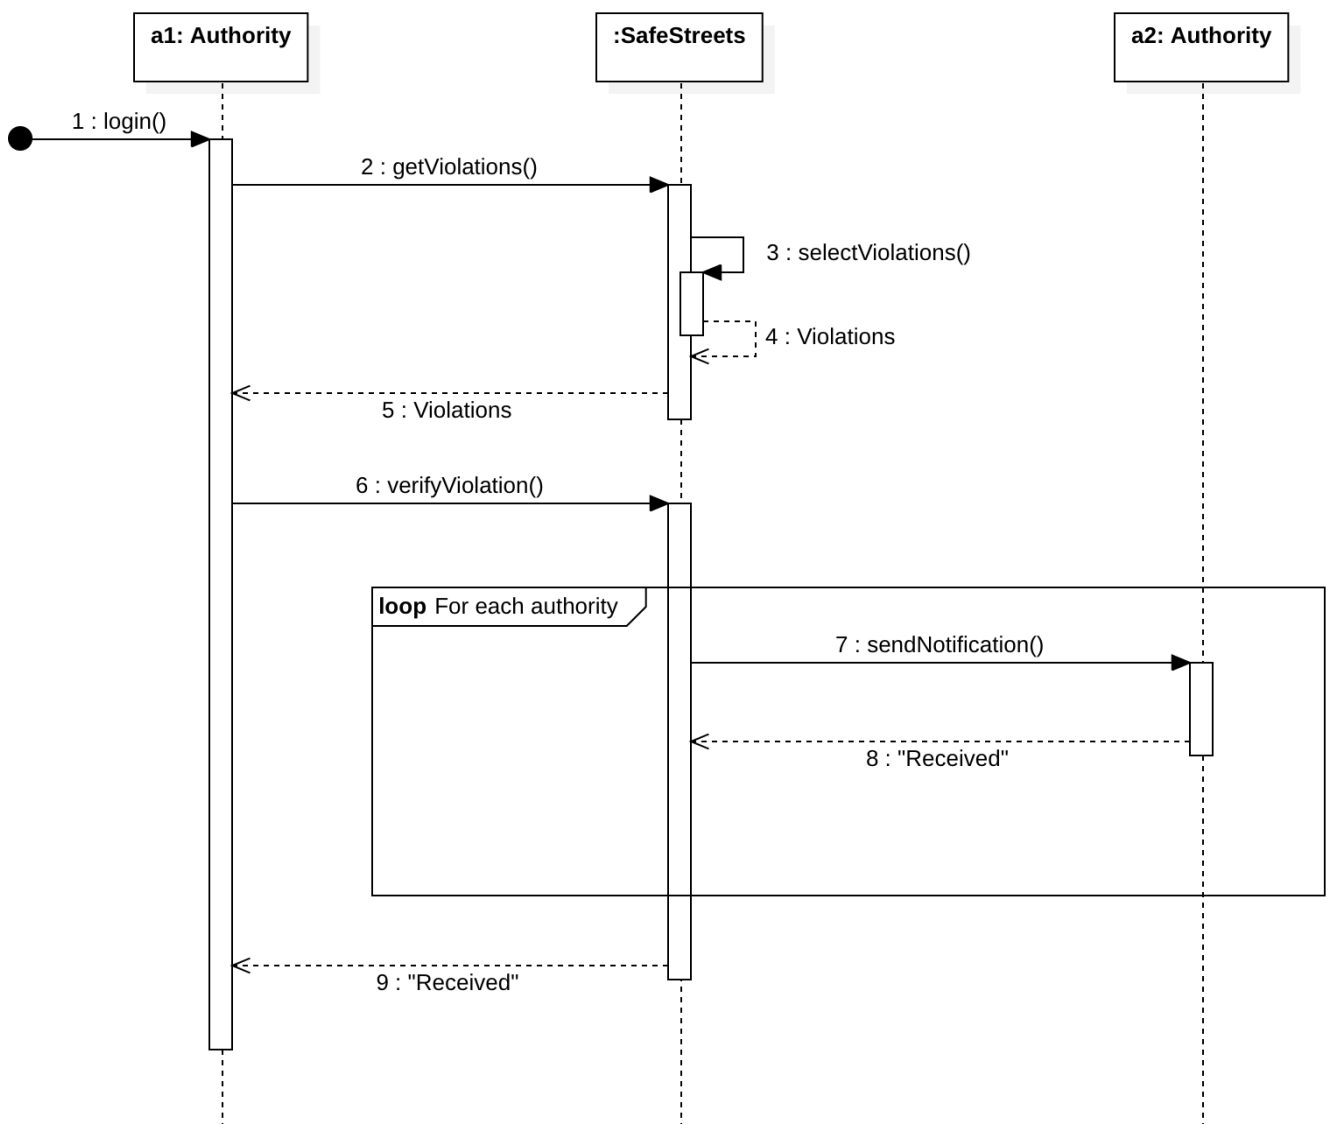 a1: Authority
:SafeStreets
a2: Authority
1 : login()
2 : getViolations()
3 : selectViolations()
4 : Violations
5 : Violations
6 : verifyViolation()
loop For each authority
7 : sendNotification()
8 : "Received"
9 : "Received"